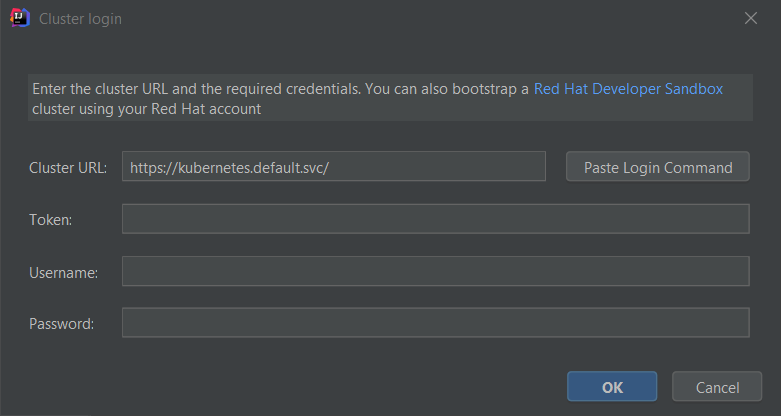 Cluster login
Enter the cluster URL and the required credentials. You can also bootstrap a Red Hat Developer Sandbox
cluster using your Red Hat account
Cluster URL: https://kubernetes.default.svc/ Paste Login Command
Token:
Username:
Password:
OK Cancel